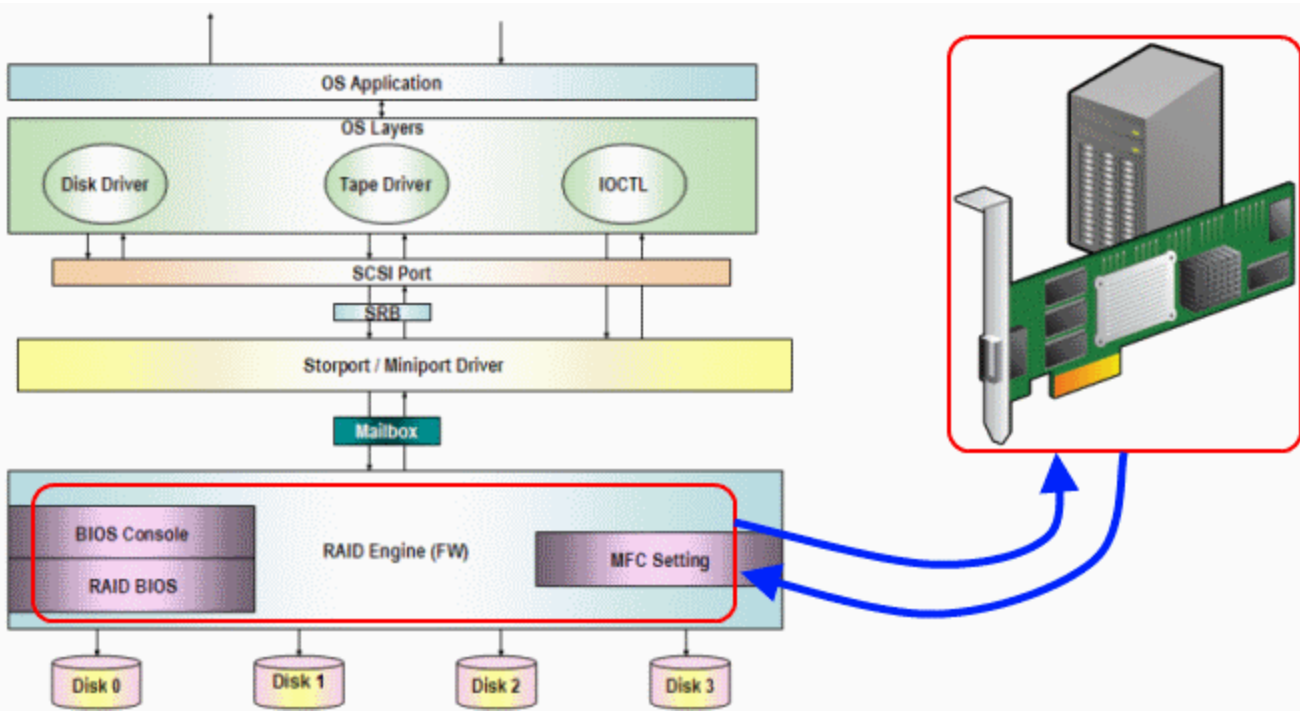 OS Application
OS Layers
Disk Driver
Tape Driver
IOCTL
SCSI Port
SRB
Storport / Miniport Driver
Mailbox
BIOS Console
RAID Engine (FW)
MFC Setting
RAID BIOS
Disk 0
Disk 1
Disk 2
Disk 3